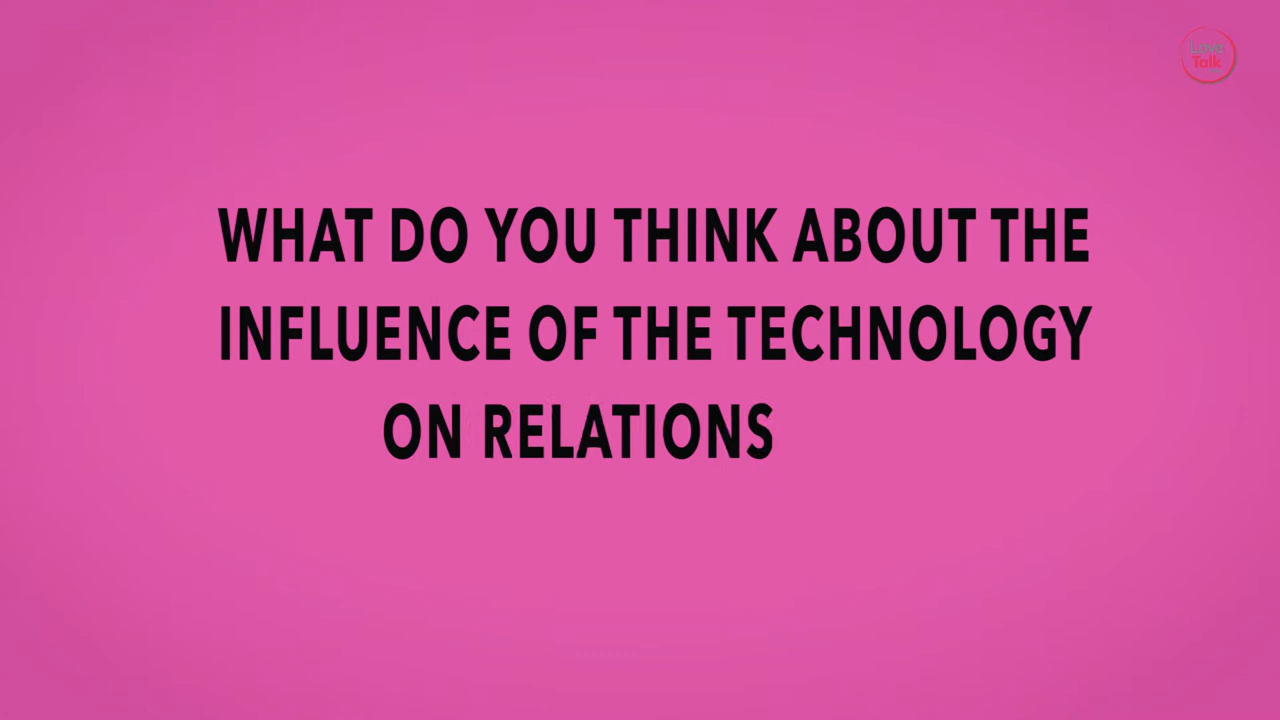 Love
Talk
WHAT DO YOU THINK ABOUT THE
INFLUENCE OF THE TECHNOLOGY
ON RELATIONS